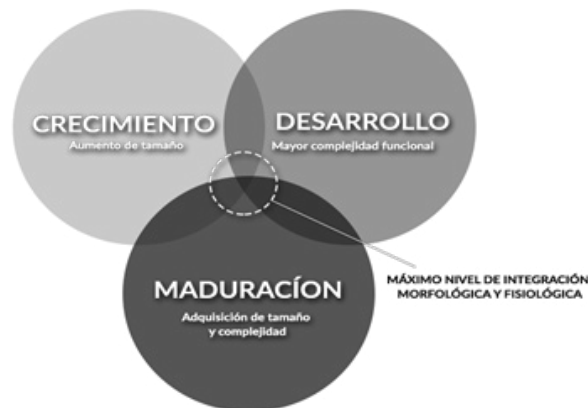 CRECIMIENTO
Aumento de tamaño
DESARROLLO
Mayor complejidad funcional
MADURACÍON
Adquisición de tamaño
y complejidad
MÁXIMO NIVEL DE INTEGRACIÓN
MORFOLÓGICA Y FISIOLÓGICA